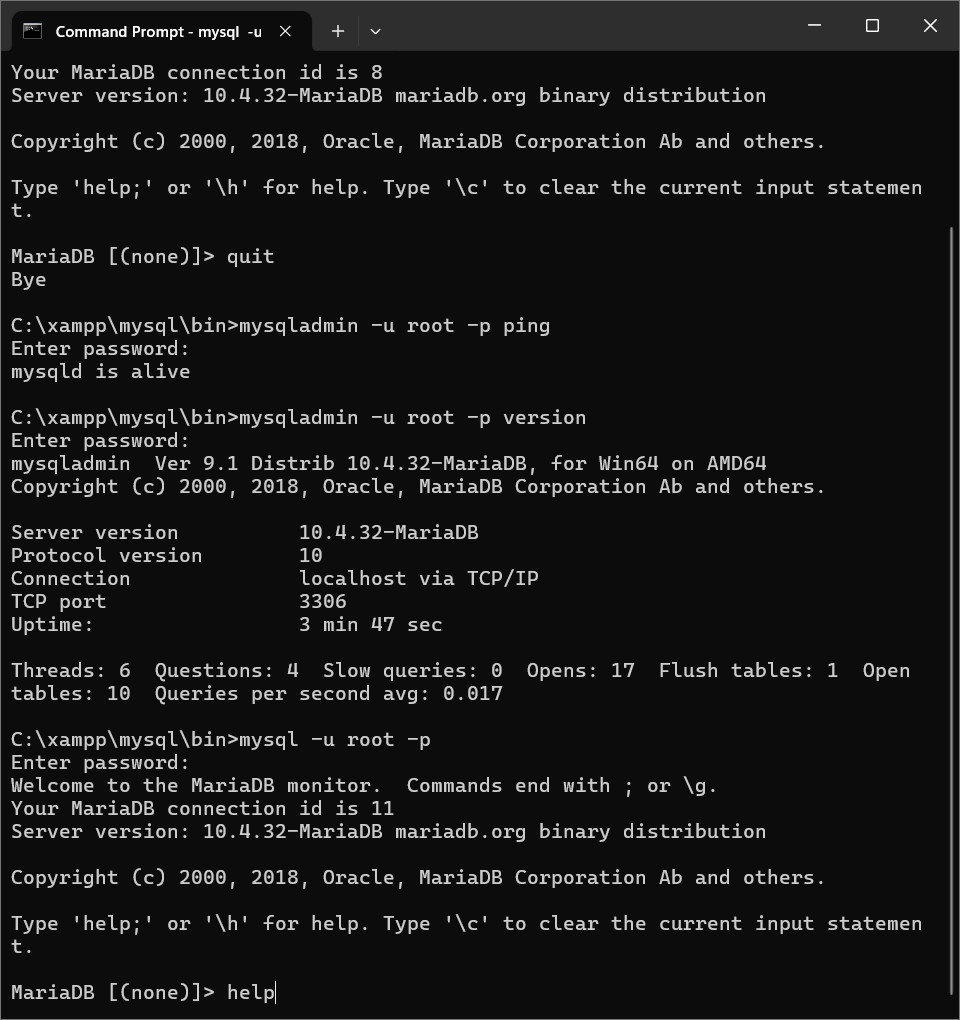 Command Prompt - mysql -u
Your MariaDB connection id is 8
Server version: 10.4.32-MariaDB mariadb.org binary distribution
Copyright (c) 2000, 2018, Oracle, MariaDB Corporation Ab and others.
Type 'help;' or '\h' for help. Type '\c' to clear the current input statemen
t.
MariaDB [(none)]> quit
Bye
C:\xampp\mysql\bin>mysqladmin -u root -p ping
Enter password:
mysqld is alive
C:\xampp\mysql\bin>mysqladmin -u root -p version
Enter password:
mysqladmin  Ver 9.1 Distrib 10.4.32-MariaDB, for Win64 on AMD64
Copyright (c) 2000, 2018, Oracle, MariaDB Corporation Ab and others.
Server version          10.4.32-MariaDB
Protocol version        10
Connection              localhost via TCP/IP
TCP port                3306
Uptime:                 3 min 47 sec
Threads: 6  Questions: 4  Slow queries: 0  Opens: 17  Flush tables: 1  Open
tables: 10  Queries per second avg: 0.017
C:\xampp\mysql\bin>mysql -u root -p
Enter password:
Welcome to the MariaDB monitor.  Commands end with ; or \g.
Your MariaDB connection id is 11
Server version: 10.4.32-MariaDB mariadb.org binary distribution
Copyright (c) 2000, 2018, Oracle, MariaDB Corporation Ab and others.
Type 'help;' or '\h' for help. Type '\c' to clear the current input statemen
t.
MariaDB [(none)]> help